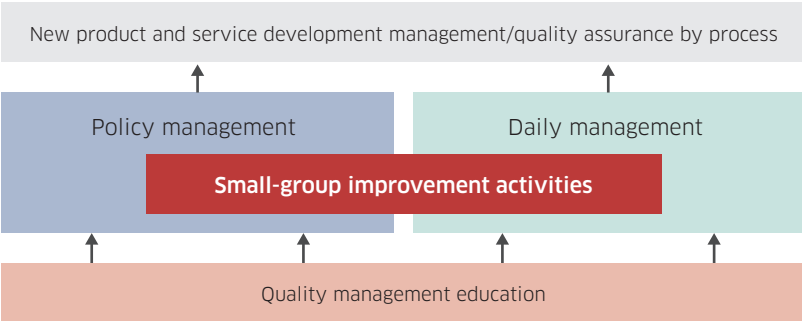 New product and service development management/quality assurance by process
Policy management
Daily management
Small-group improvement activities
Quality management education